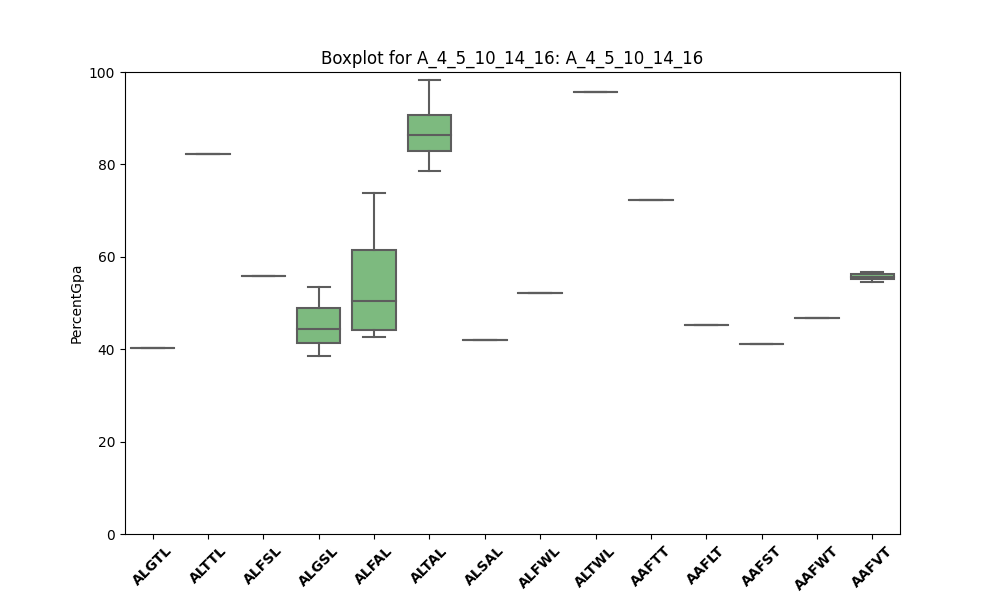 Boxplot for A_4_5_10_14_16: A_4_5_10_14_16
PercentGpa
100
80
60
40
20
0
ALGTL ALTTL ALFSL ALGSL ALFAL ALTAL ALSAL ALFWL ALTWL AAFTT AAFLT AAFST AAFWT AAFVT